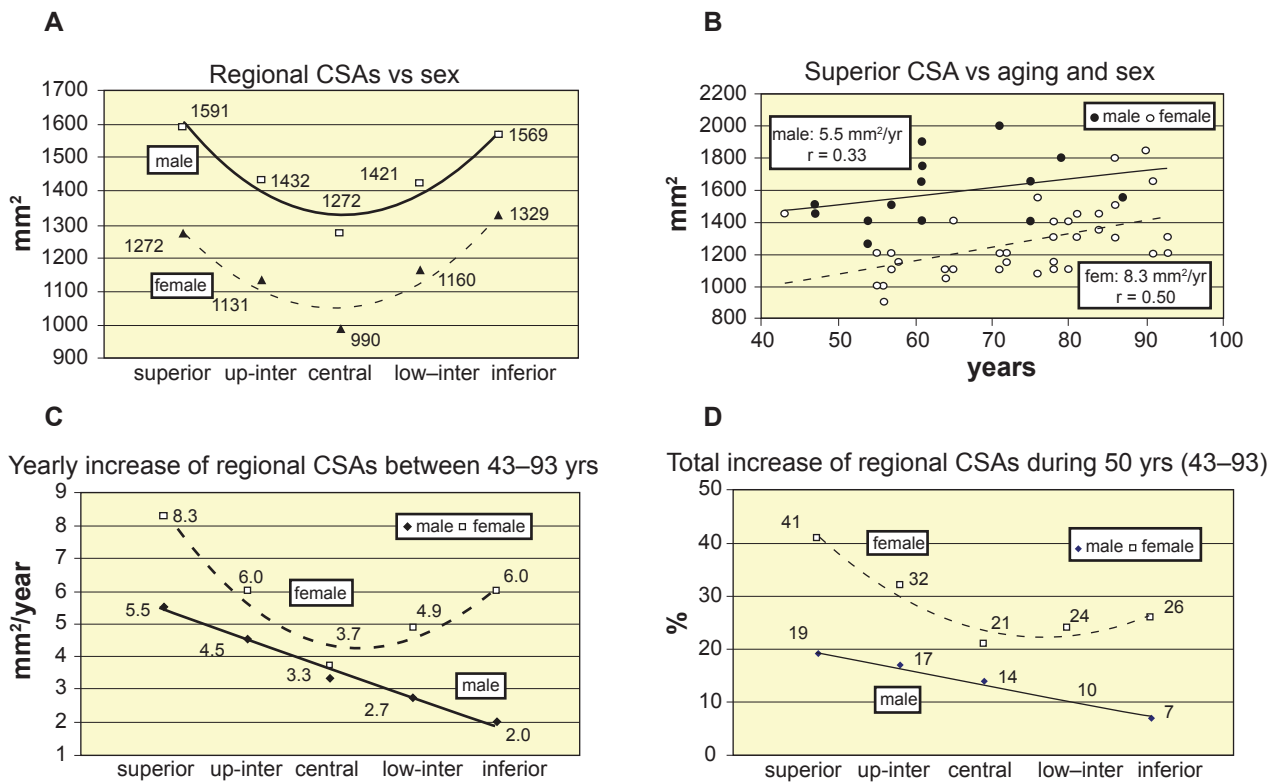 A
Regional CSAs vs sex
1700
1600
1500
1400
1300
1200
1100
1000
900
mm²
1591
male
1432
1272
1421
1569
1272
female
1131
990
1160
1329
superior up-inter central low–inter inferior
B
Superior CSA vs aging and sex
2200
2000
1800
1600
1400
1200
1000
800
mm²
male female
male: 5.5 mm²/yr
r = 0.33
fem: 8.3 mm²/yr
r = 0.50
40 50 60 70 80 90 100
years
C
Yearly increase of regional CSAs between 43–93 yrs
9
8
7
6
5
4
3
2
1
mm²/year
male female
8.3
6.0
female
3.7
4.9
6.0
5.5
4.5
3.3
2.7
male
2.0
superior up-inter central low-inter inferior
D
Total increase of regional CSAs during 50 yrs (43–93)
50
40
30
20
10
0
%
male female
41
female
32
21
24
26
19
17
male
14
10
7
superior up-inter central low-inter inferior